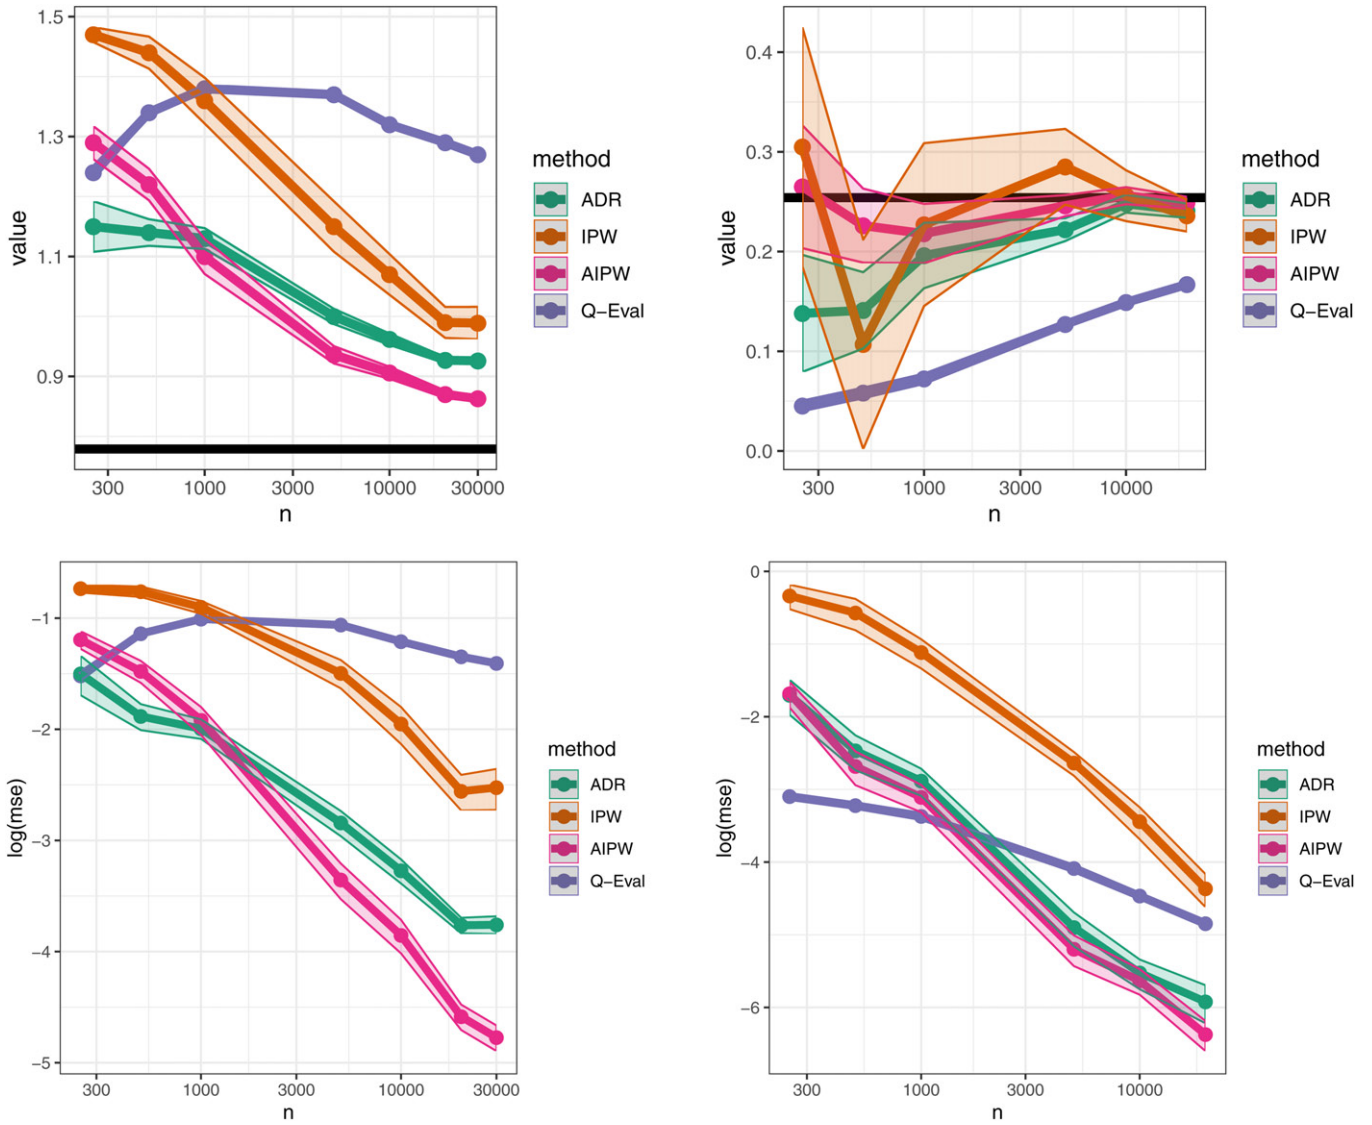 1.5
1.3
1.1
0.9
value
300 1000 3000 10000 30000
n
method
ADR
IPW
AIPW
Q−Eval
0.4
0.3
0.2
0.1
0.0
value
300 1000 3000 10000
n
method
ADR
IPW
AIPW
Q−Eval
−1
−2
−3
−4
−5
log(mse)
300 1000 3000 10000 30000
n
method
ADR
IPW
AIPW
Q−Eval
0
−2
−4
−6
log(mse)
300 1000 3000 10000
n
method
ADR
IPW
AIPW
Q−Eval